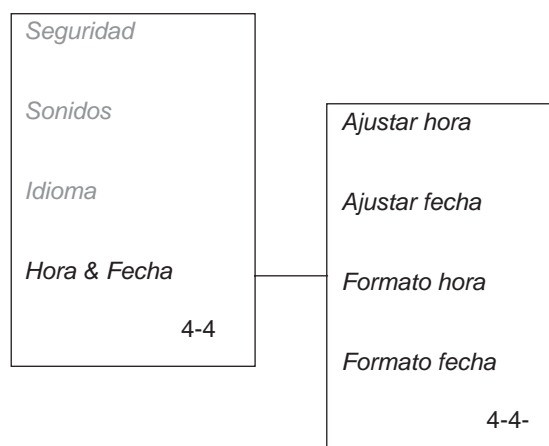 Seguridad
Sonidos
Idioma
Hora & Fecha
4-4
Ajustar hora
Ajustar fecha
Formato hora
Formato fecha
4-4-